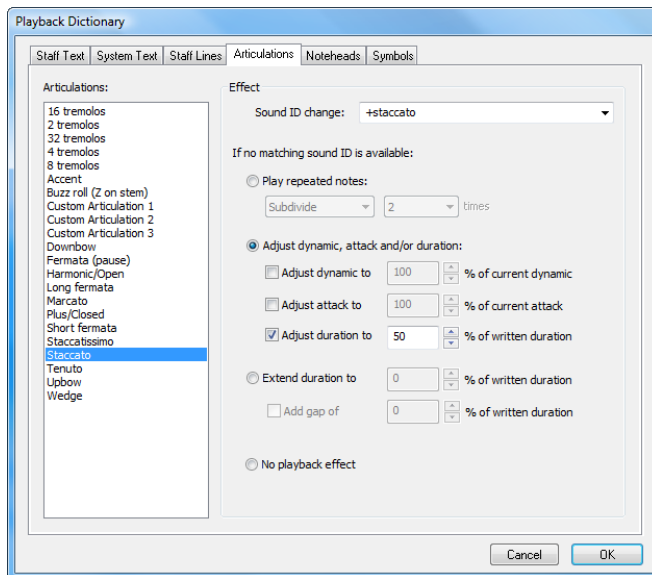 Playback Dictionary
Staff Text System Text Staff Lines Articulations Noteheads Symbols
Articulations:
16 tremolos
2 tremolos
32 tremolos
4 tremolos
8 tremolos
Accent
Buzz roll (Z on stem)
Custom Articulation 1
Custom Articulation 2
Custom Articulation 3
Downbow
Fermata (pause)
Harmonic/Open
Long fermata
Marcato
Plus/Closed
Short fermata
Staccatissimo
Staccato
Tenuto
Upbow
Wedge
Effect
Sound ID change: +staccato
If no matching sound ID is available:
Play repeated notes:
Subdivide 2 times
Adjust dynamic, attack and/or duration:
Adjust dynamic to 100 % of current dynamic
Adjust attack to 100 % of current attack
Adjust duration to 50 % of written duration
Extend duration to 0 % of written duration
Add gap of 0 % of written duration
No playback effect
Cancel OK